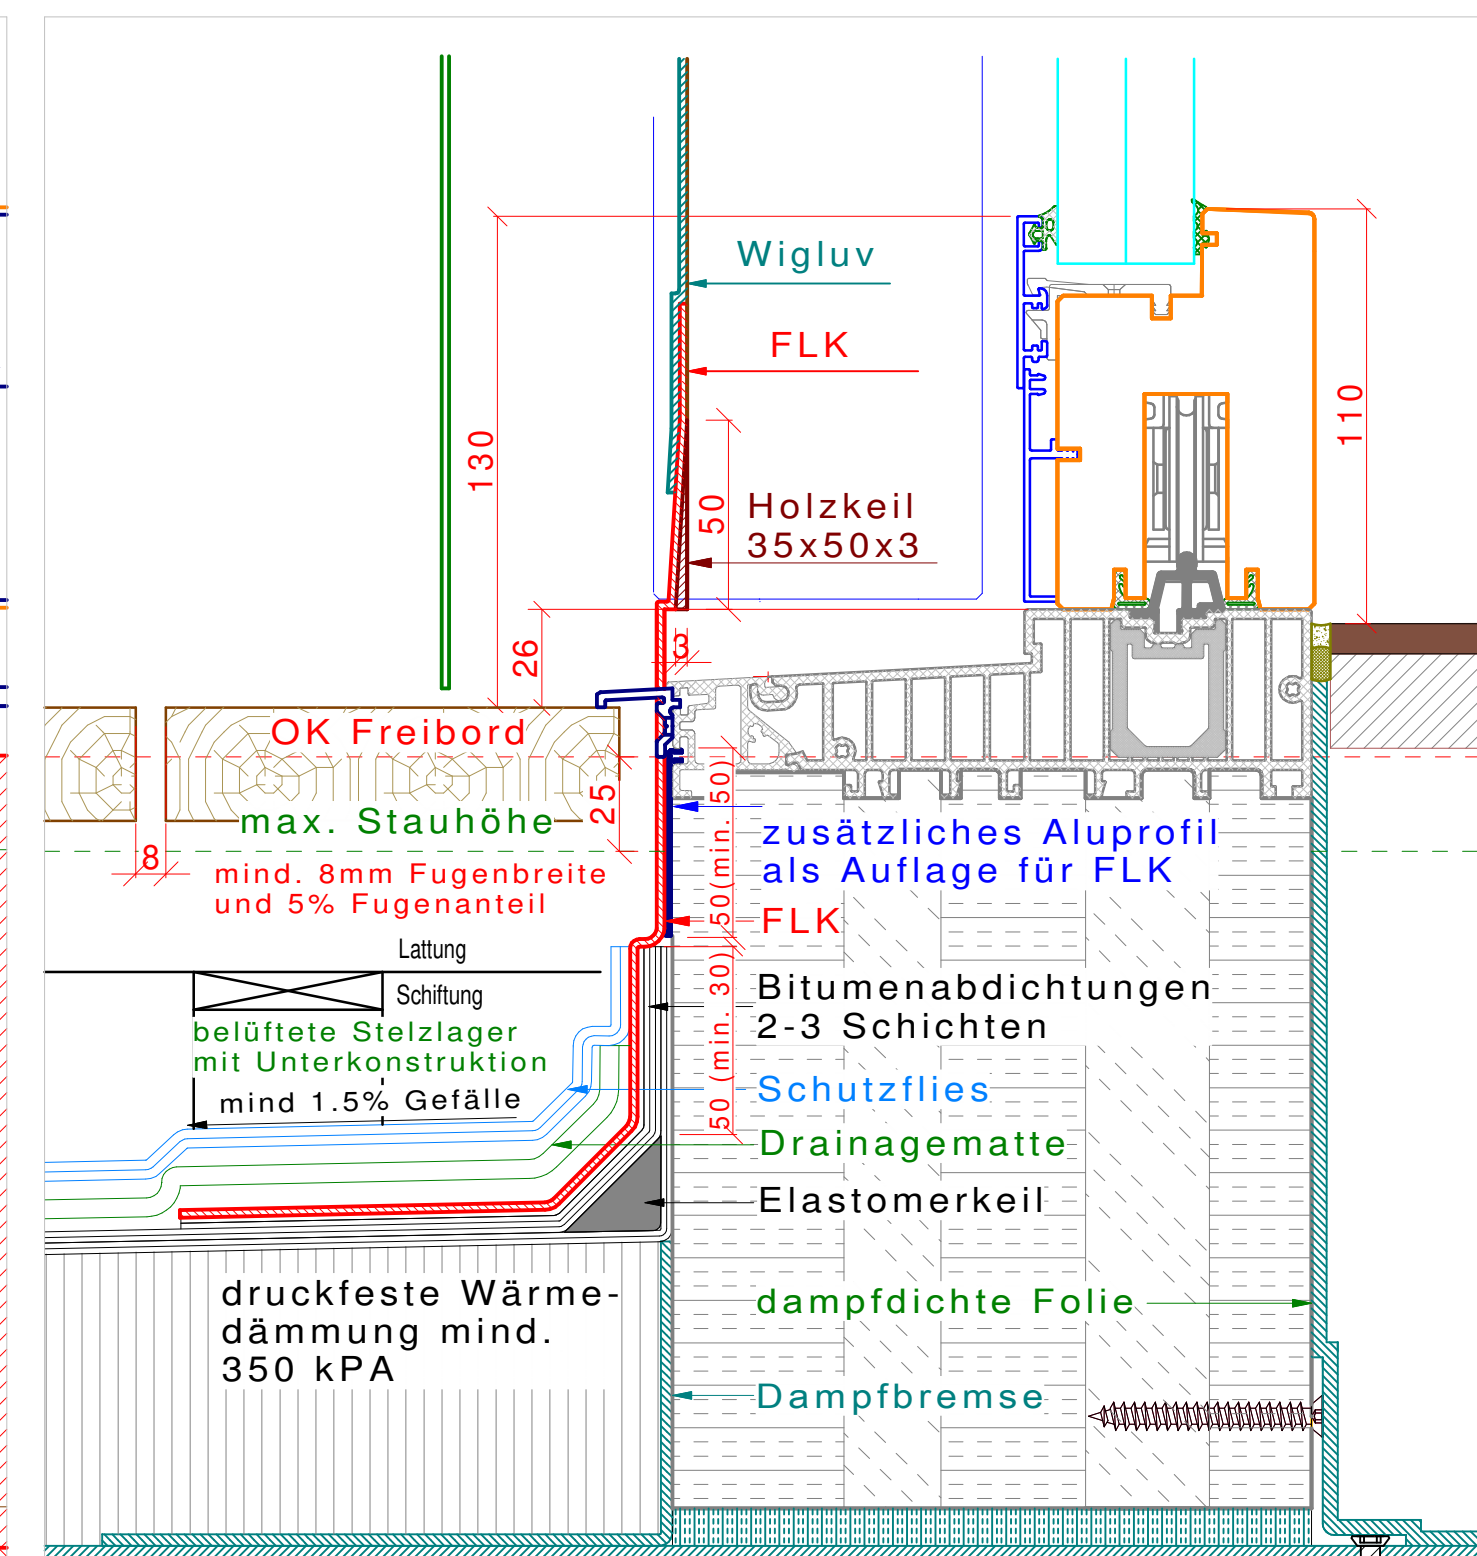 Wigluv
FLK
130
110
50
Holzkeil
35x50x3
26
3
OK Freibord
25
max. Stauhöhe
8
mind. 8mm Fugenbreite
und 5% Fugenanteil
50(min. 50)
zusätzliches Aluprofil
als Auflage für FLK
FLK
Lattung
Schiftung
50 (min. 30)
Bitumenabdichtungen
2-3 Schichten
belüftete Stelzlager
mit Unterkonstruktion
mind 1.5% Gefälle
Schutzflies
Drainagematte
Elastomerkeil
druckfeste Wärme-
dämmung mind.
350 kPA
dampfdichte Folie
Dampfbremse